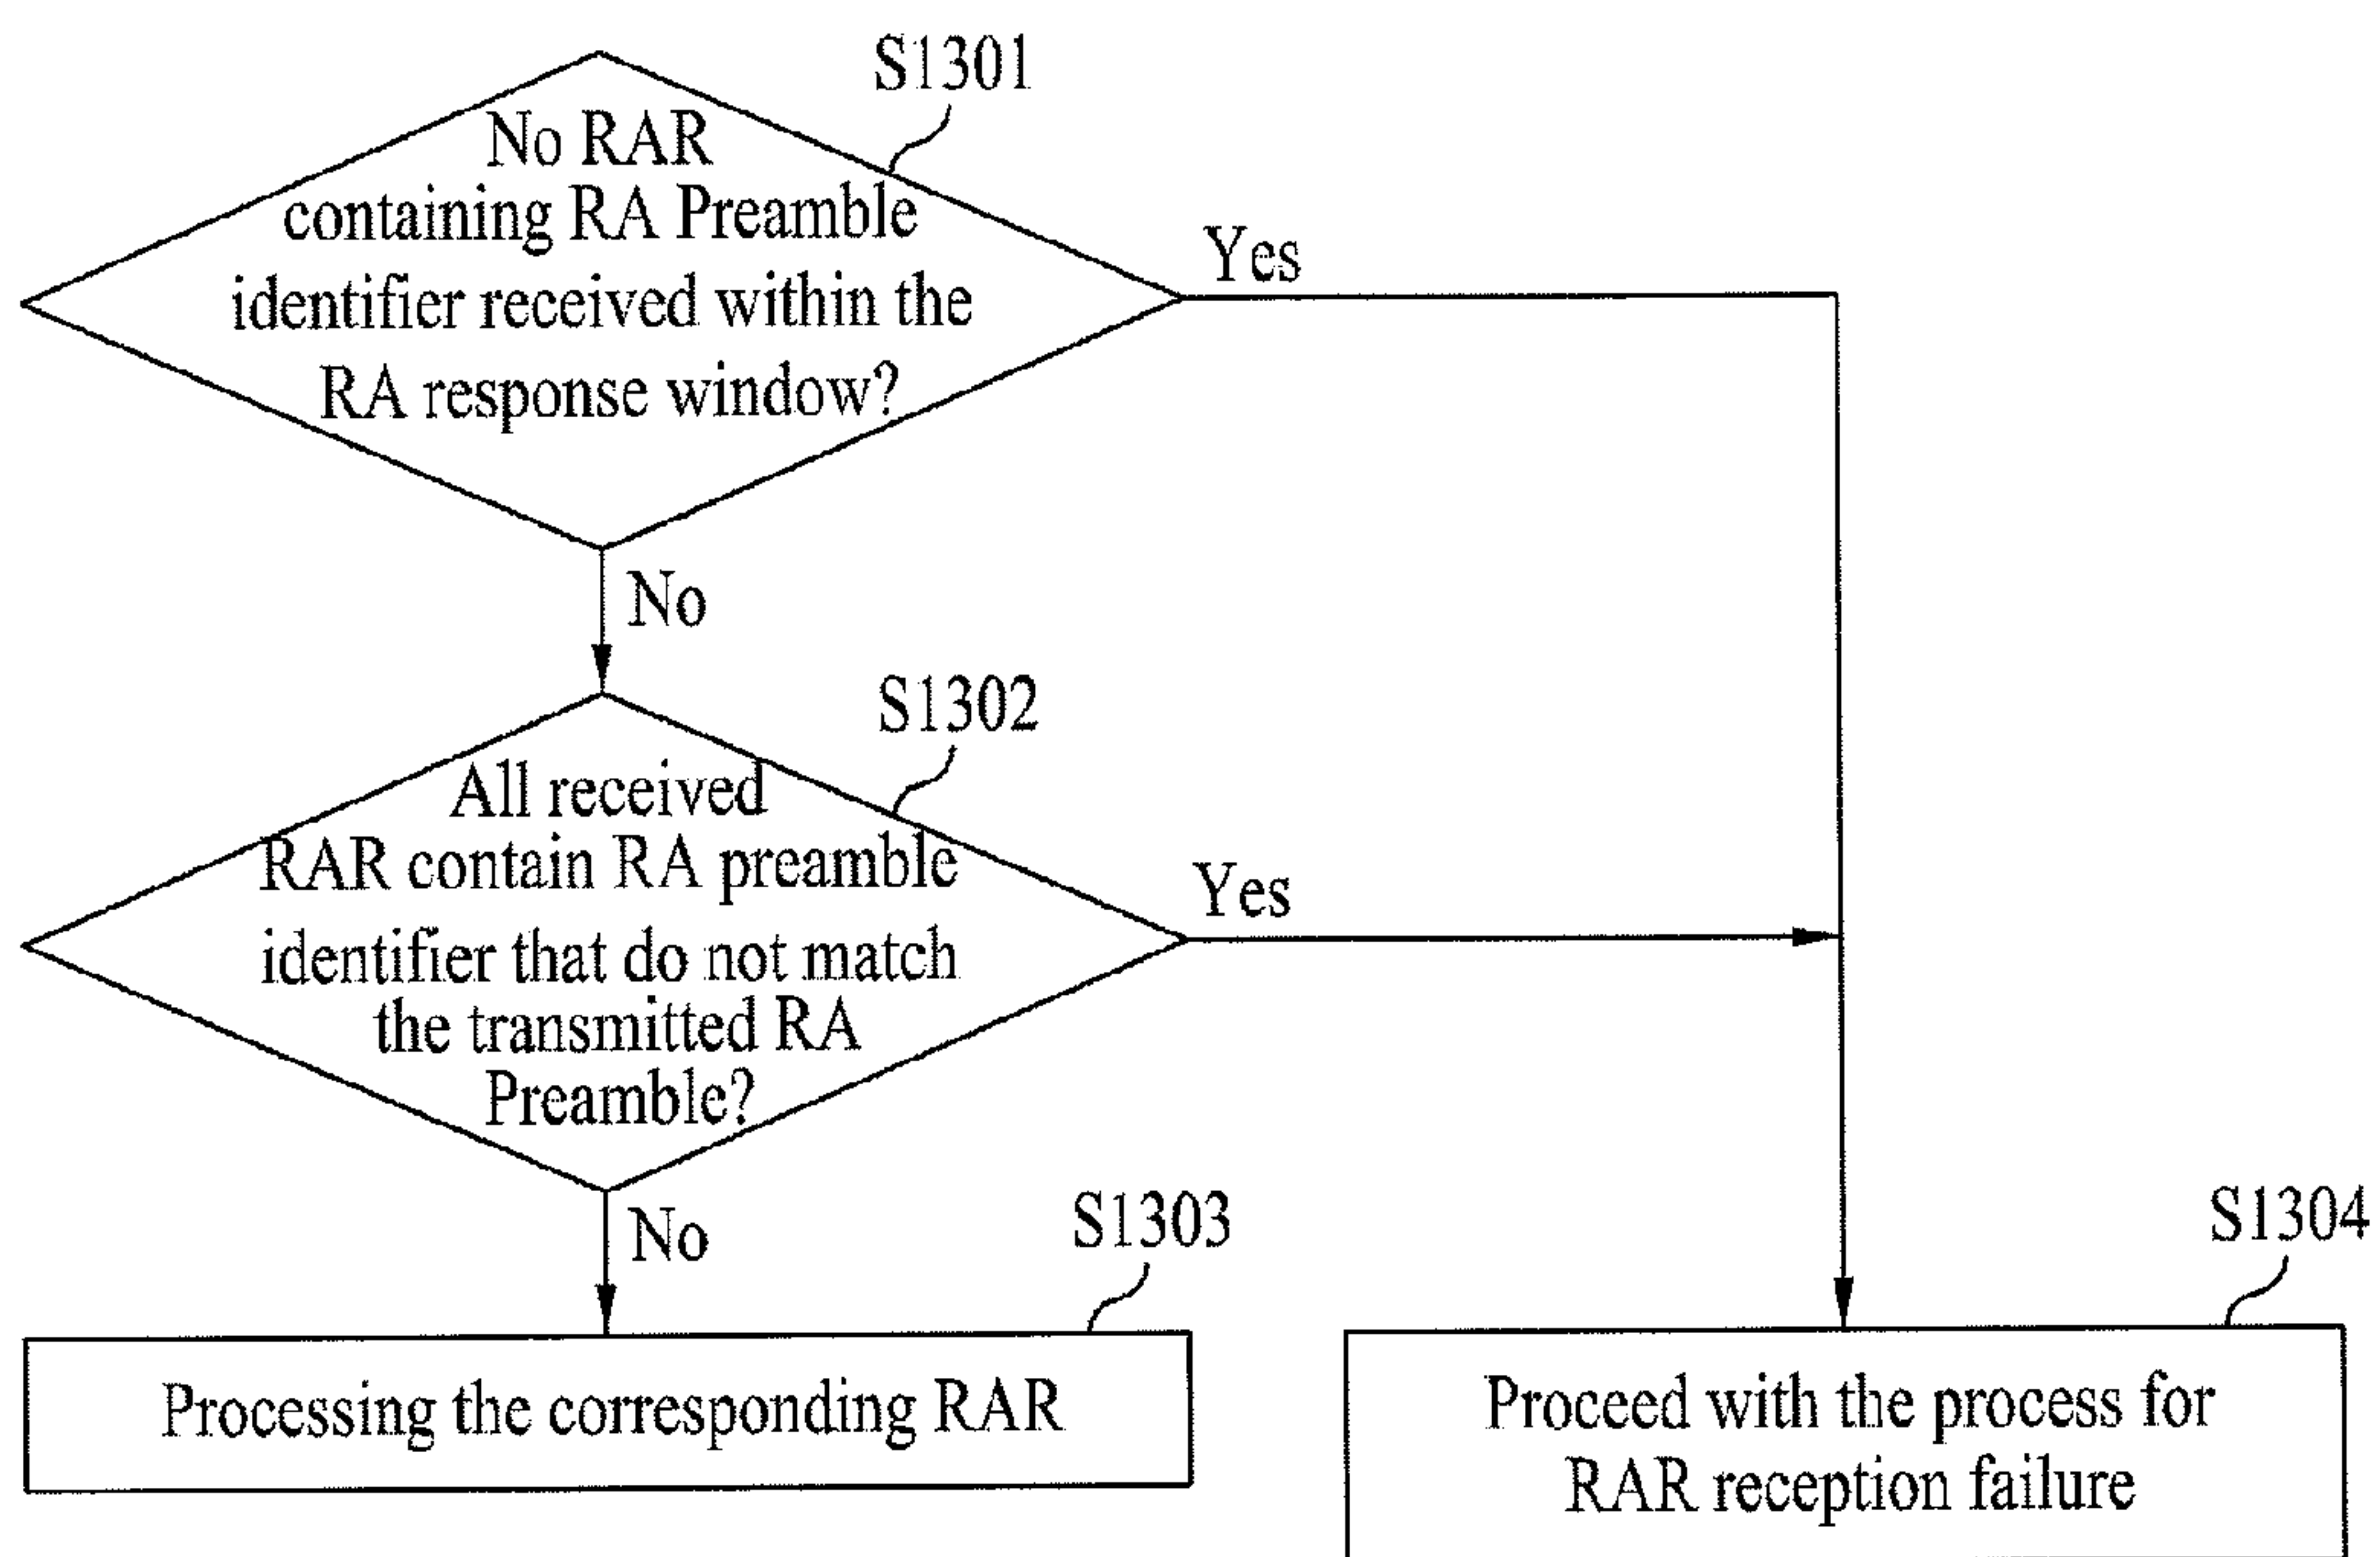 S1301
No RAR
containing RA Preamble
identifier received within the
RA response window?
Yes
No
S1302
All received
RAR contain RA preamble
identifier that do not match
the transmitted RA
Preamble?
Yes
No
S1303
Processing the corresponding RAR
S1304
Proceed with the process for
RAR reception failure